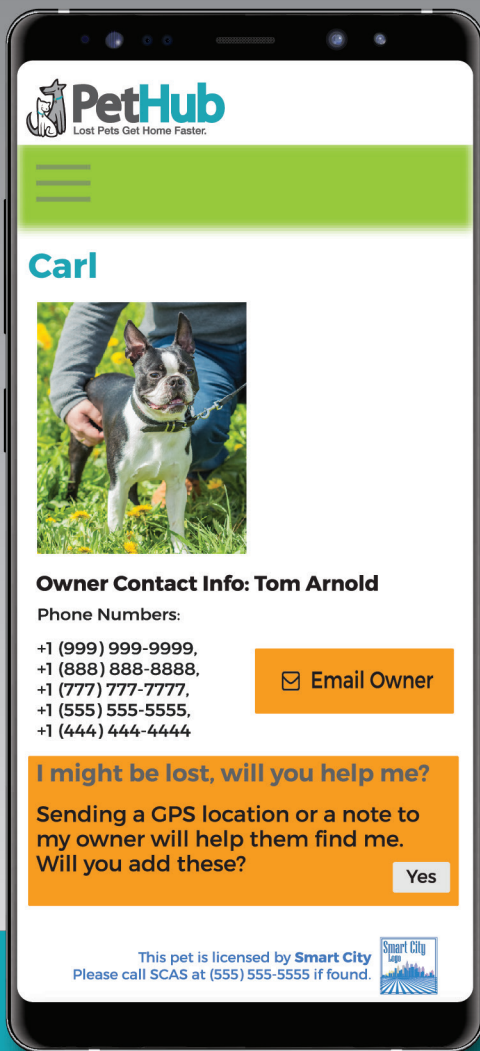 PetHub
Lost Pets Get Home Faster.
Carl
Owner Contact Info: Tom Arnold
Phone Numbers:
+1 (999) 999-9999,
+1 (888) 888-8888,
+1 (777) 777-7777,
+1 (555) 555-5555,
+1 (444) 444-4444
Email Owner
I might be lost, will you help me?
Sending a GPS location or a note to
my owner will help them find me.
Will you add these?
Yes
This pet is licensed by Smart City
Please call SCAS at (555) 555-5555 if found.
Smart City
Logo